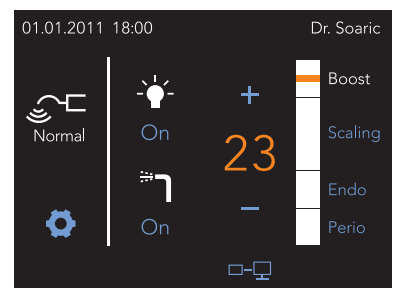 01.01.2011 18:00
Dr. Soaric
Normal
On
On
+
23
−
Boost
Scaling
Endo
Perio